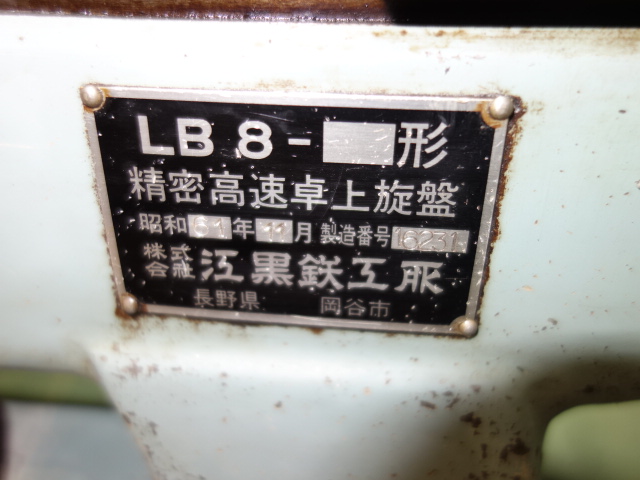 LB 8 - 形
精密高速卓上旋盤
昭和61年11月 製造番号 16231
株式会社 江黒鉄工所
長野県 岡谷市